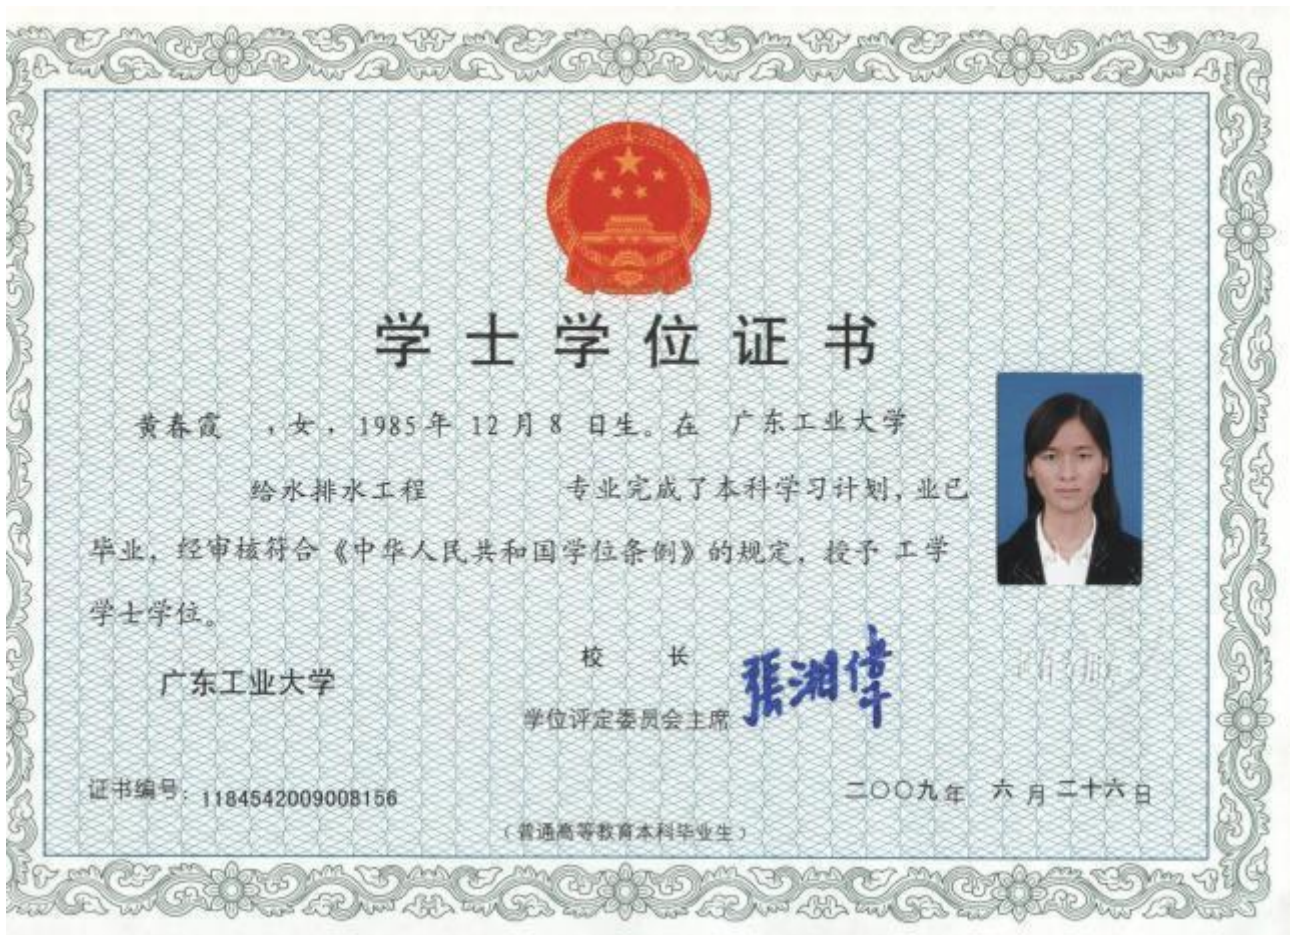 学士学位证书
黄春霞 ，女，1985年 12月 8 日生。在 广东工业大学
给水排水工程 专业完成了本科学习计划，业已
毕业，经审核符合《中华人民共和国学位条例》的规定，授予 工学
学士学位。
广东工业大学
校 长 張湘偉
学位评定委员会主席
证书编号：1184542009008156
二〇〇九年 六月二十六日
（普通高等教育本科毕业生）